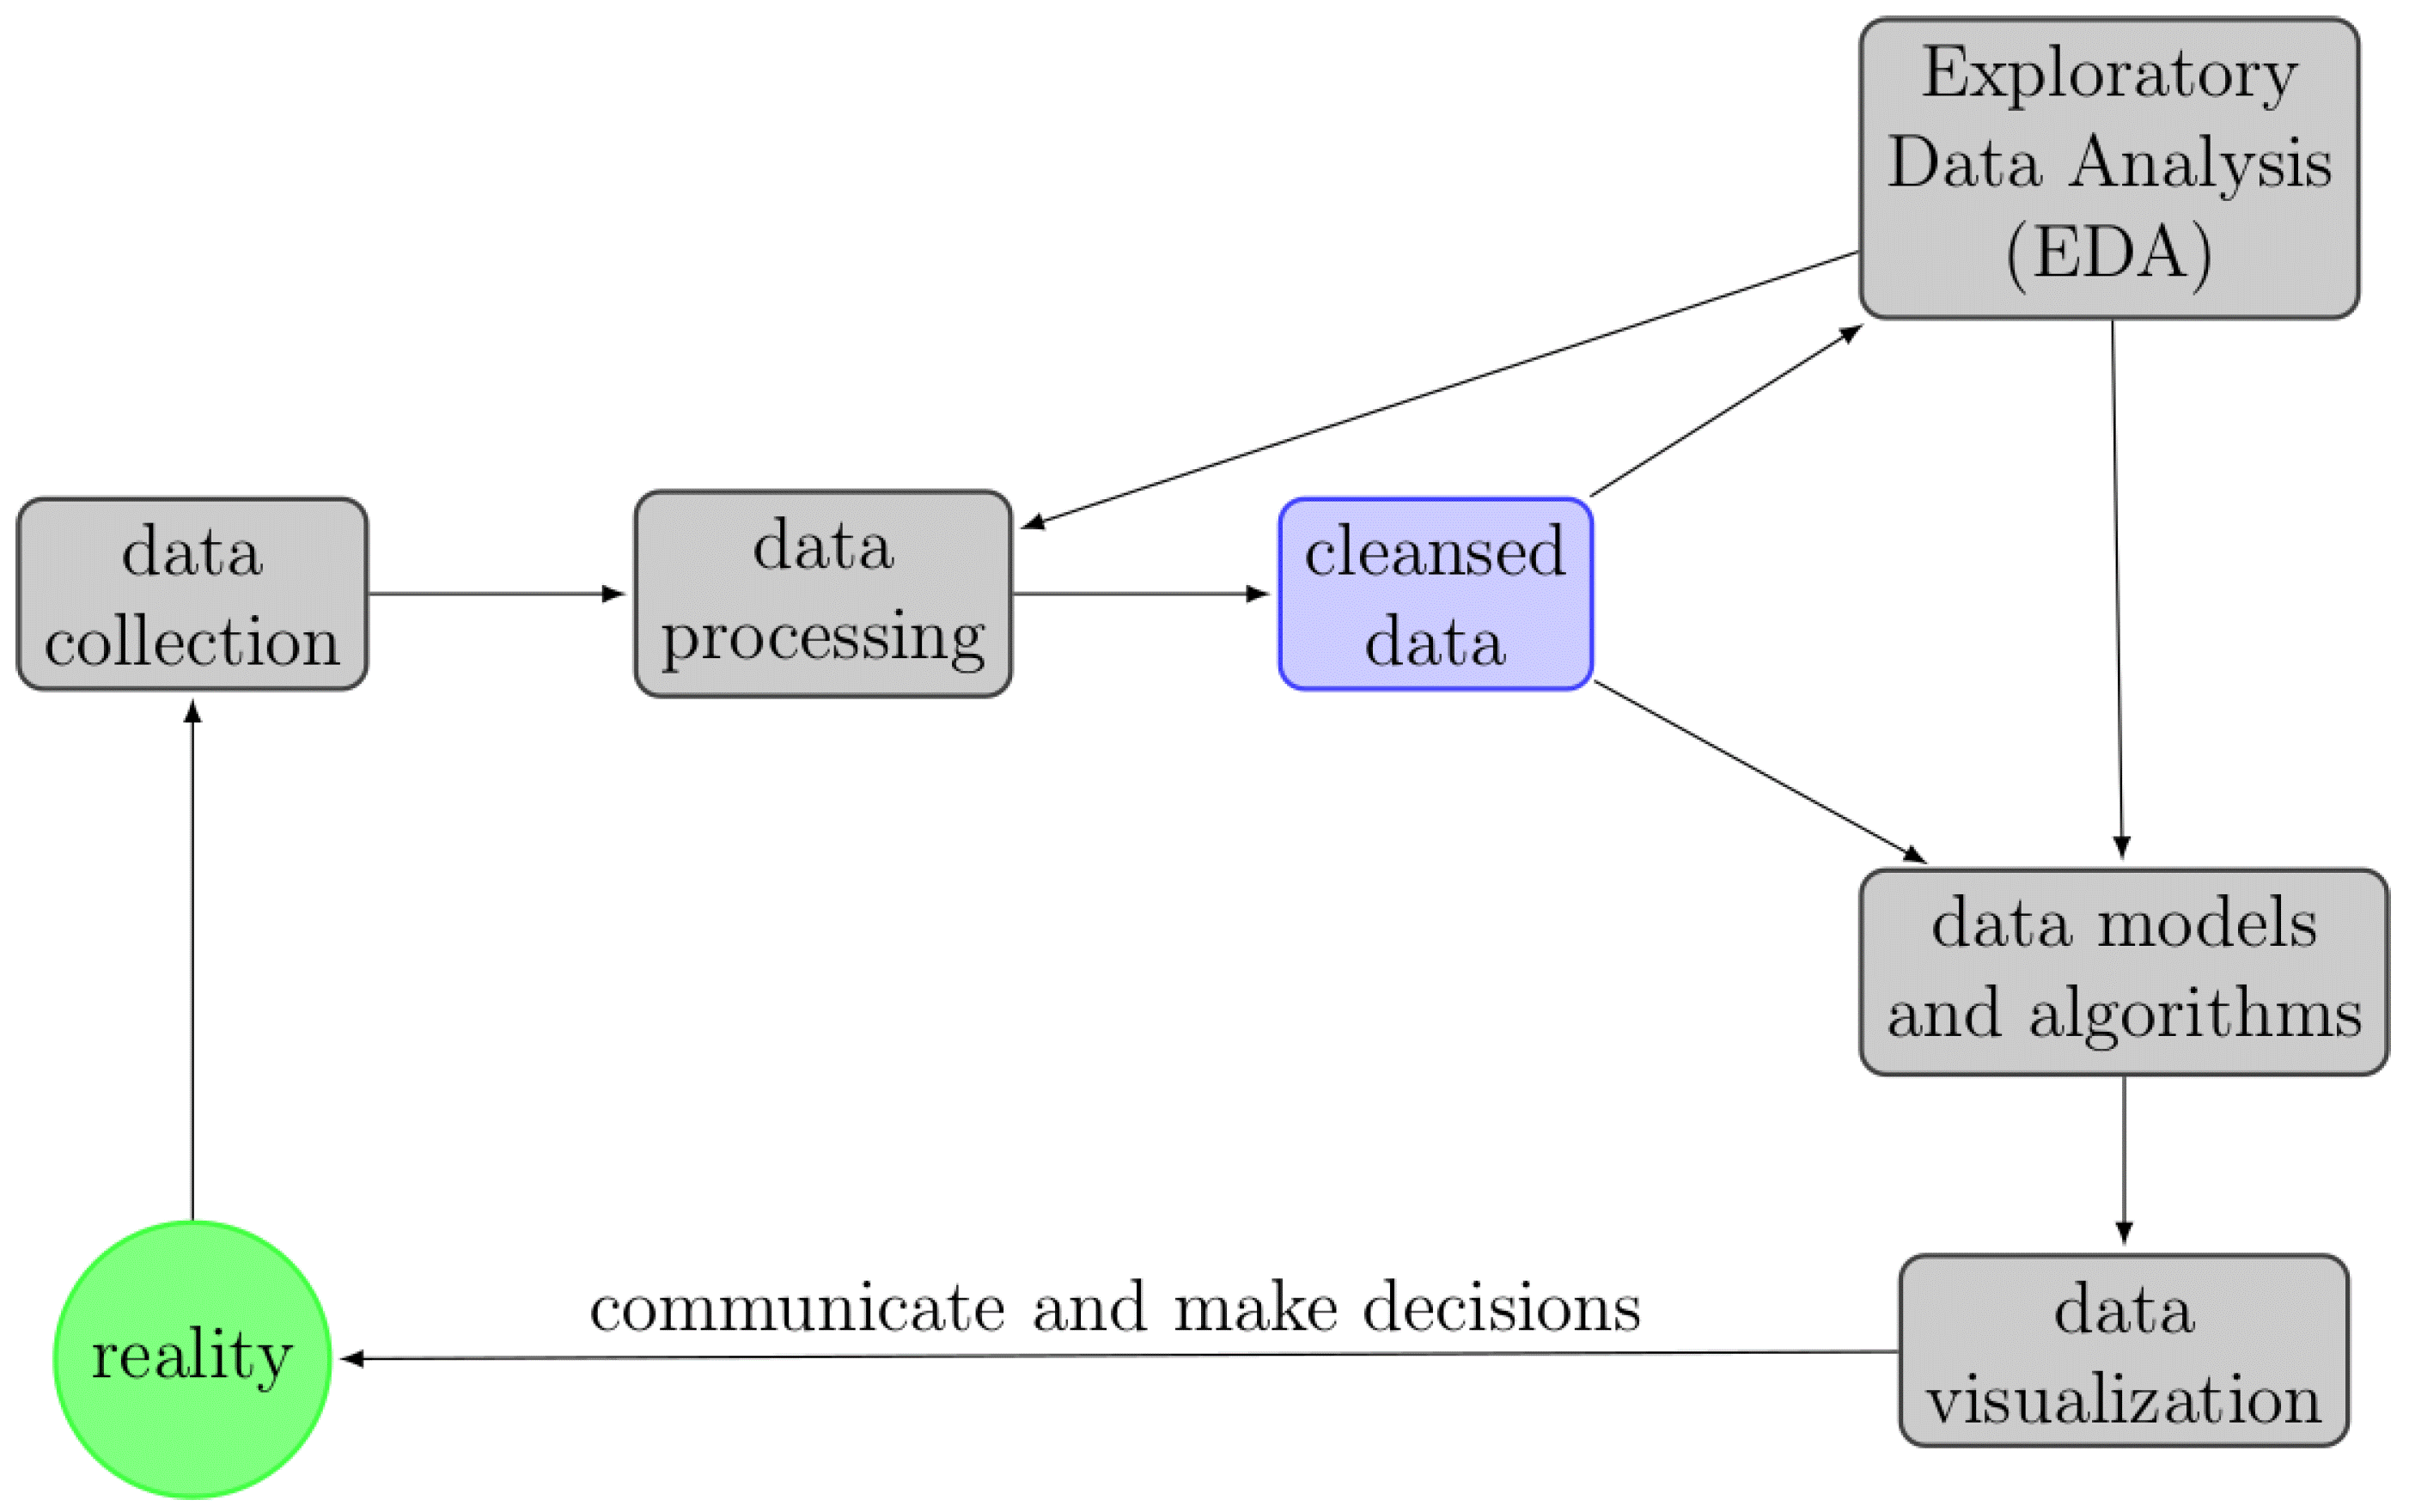 Exploratory
Data Analysis
(EDA)
data
collection
data
processing
cleansed
data
data models
and algorithms
communicate and make decisions
data
visualization
reality